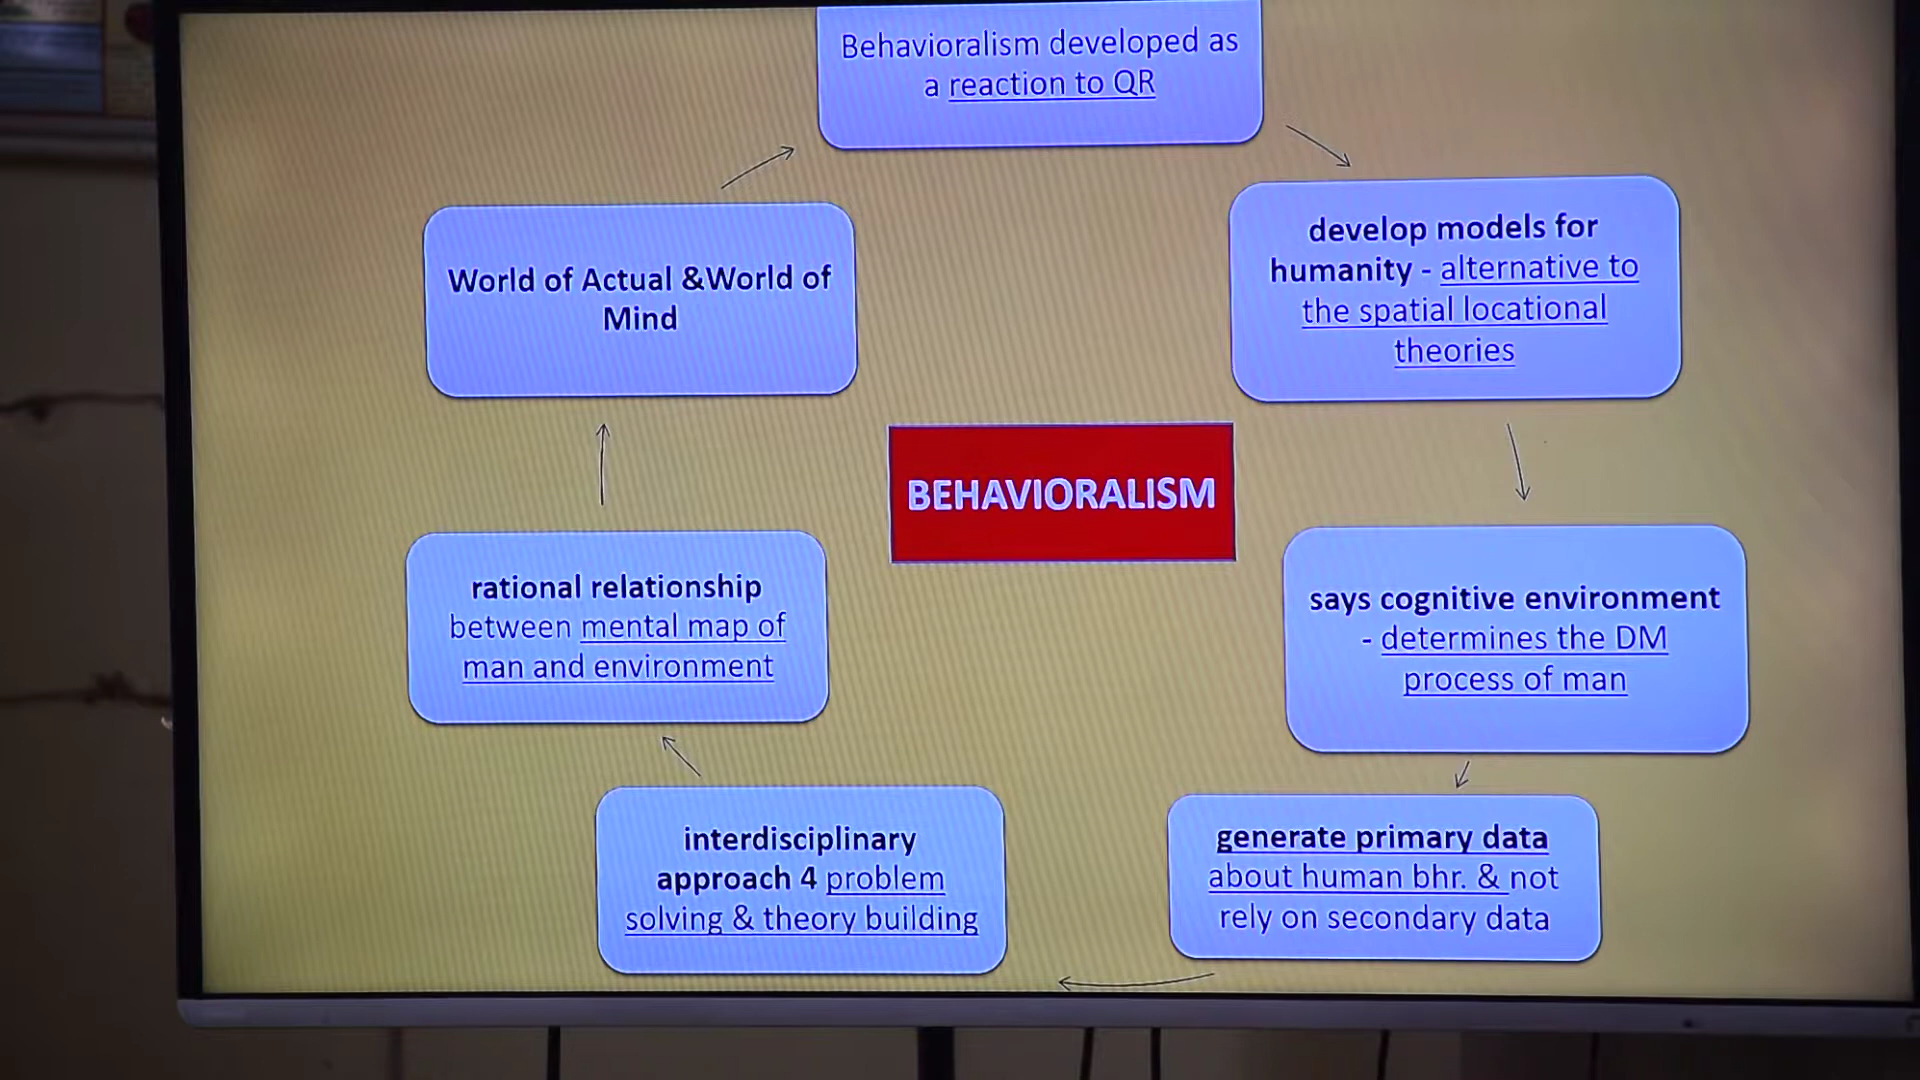 Behavioralism developed as
a reaction to QR
develop models for
humanity - alternative to
the spatial locational
theories
says cognitive environment
- determines the DM
process of man
generate primary data
about human bhr. & not
rely on secondary data
interdisciplinary
approach 4 problem
solving & theory building
rational relationship
between mental map of
man and environment
World of Actual &World of
Mind
BEHAVIORALISM